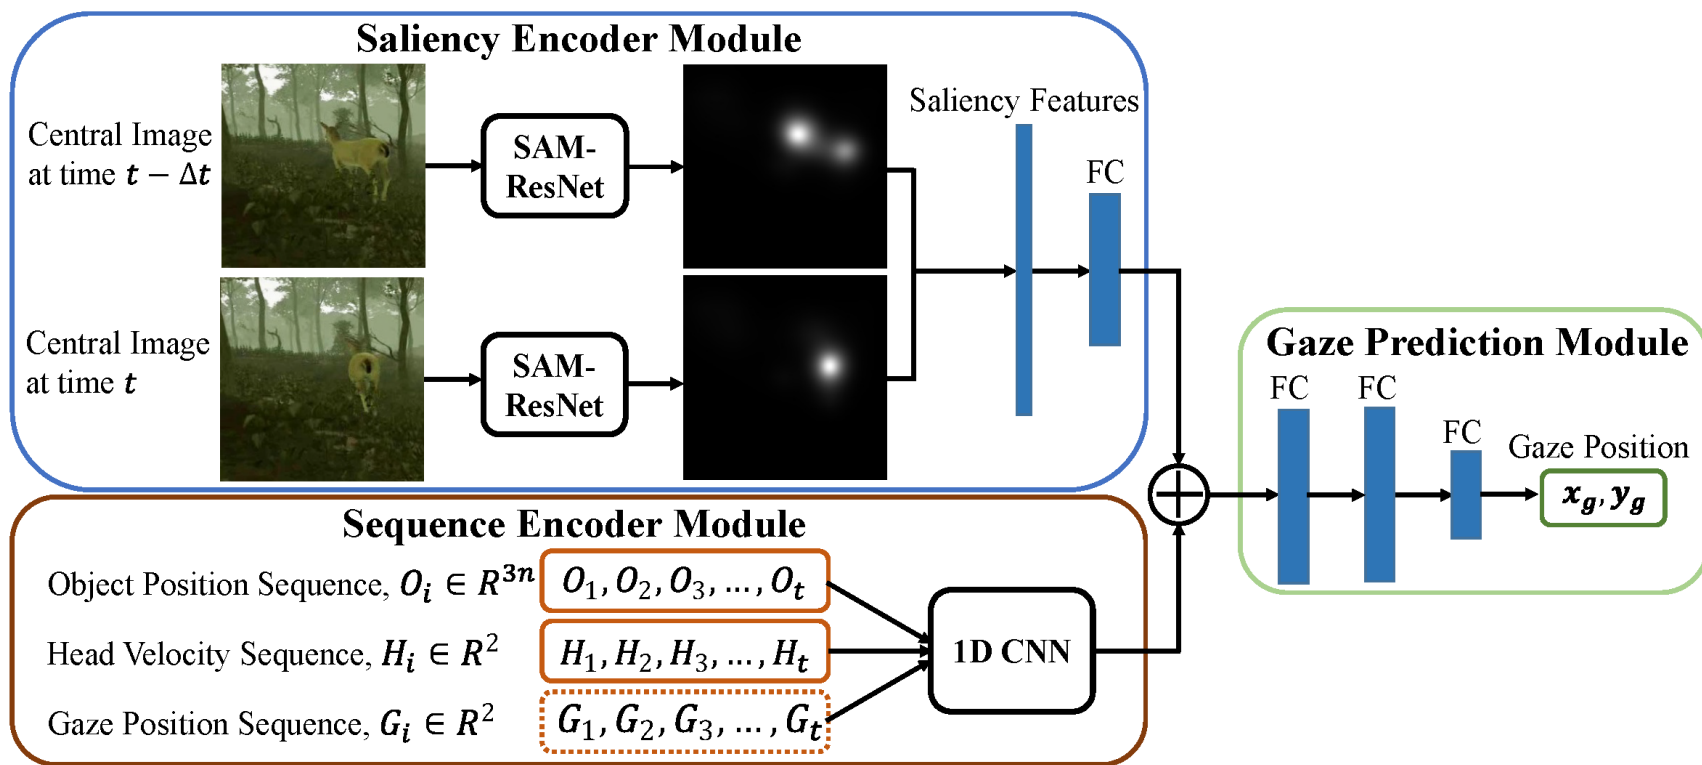 Saliency Encoder Module
Central Image
at time t − Δt
SAM-
ResNet
Saliency Features
FC
Central Image
at time t
SAM-
ResNet
Gaze Prediction Module
FC
FC
FC
Gaze Position
x_g, y_g
Sequence Encoder Module
Object Position Sequence, O_i ∈ R^{3n}
O_1, O_2, O_3, …, O_t
Head Velocity Sequence, H_i ∈ R^2
H_1, H_2, H_3, …, H_t
Gaze Position Sequence, G_i ∈ R^2
G_1, G_2, G_3, …, G_t
1D CNN